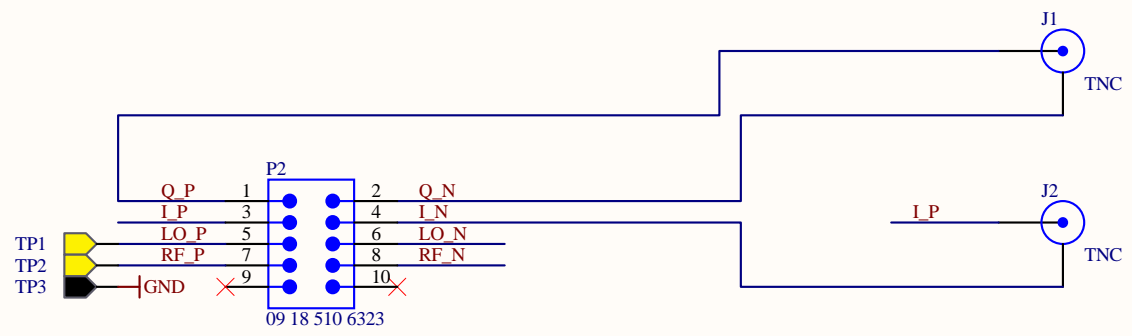 J1
TNC
P2
Q_P 1 2 Q_N
I_P 3 4 I_N
J2
I_P
TP1 LO_P 5 6 LO_N
TP2 RF_P 7 8 RF_N
TNC
TP3 GND 9 10
09 18 510 6323